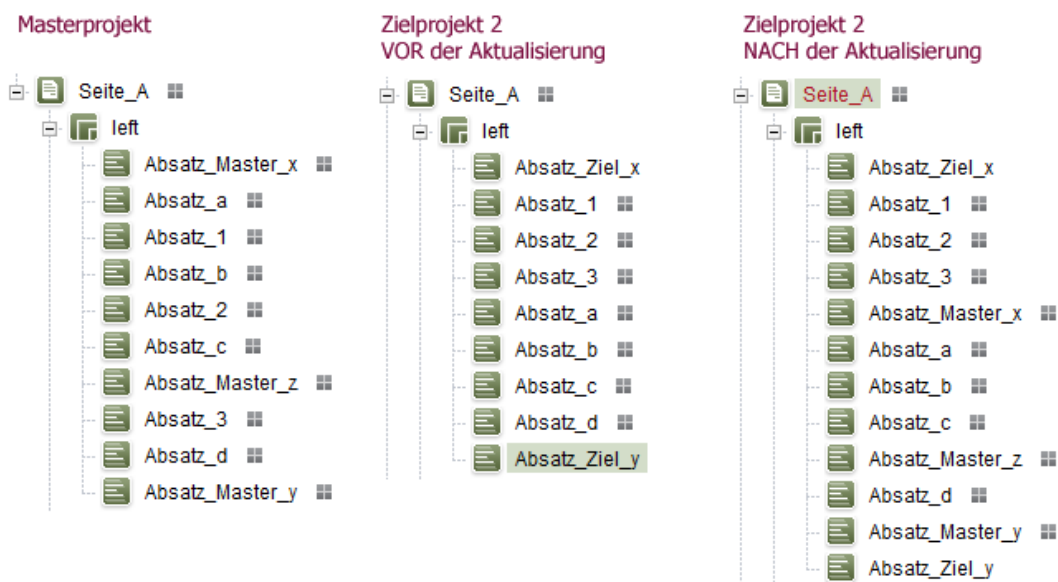 Masterprojekt
Seite_A
left
Absatz_Master_x
Absatz_a
Absatz_1
Absatz_b
Absatz_2
Absatz_c
Absatz_Master_z
Absatz_3
Absatz_d
Absatz_Master_y
Zielprojekt 2
VOR der Aktualisierung
Seite_A
left
Absatz_Ziel_x
Absatz_1
Absatz_2
Absatz_3
Absatz_a
Absatz_b
Absatz_c
Absatz_d
Absatz_Ziel_y
Zielprojekt 2
NACH der Aktualisierung
Seite_A
left
Absatz_Ziel_x
Absatz_1
Absatz_2
Absatz_3
Absatz_Master_x
Absatz_a
Absatz_b
Absatz_c
Absatz_Master_z
Absatz_d
Absatz_Master_y
Absatz_Ziel_y